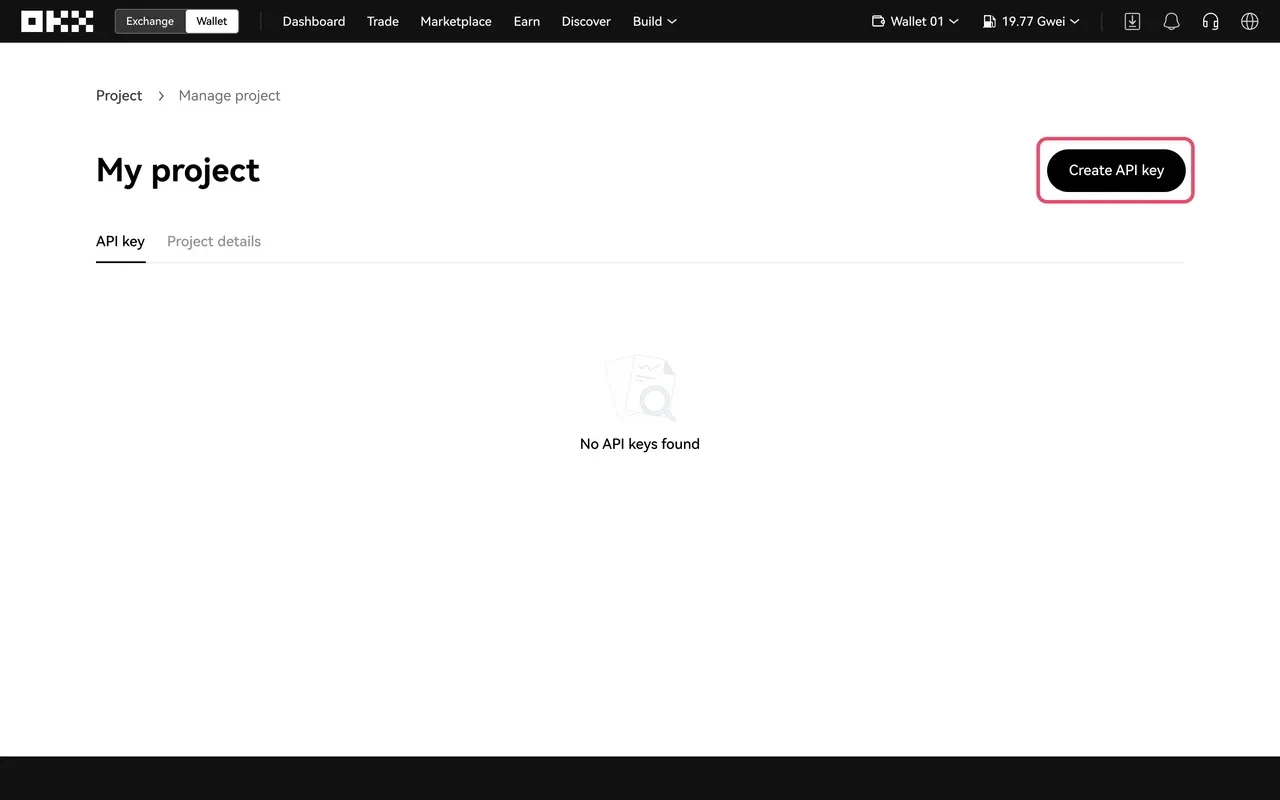 OKX Exchange Wallet Dashboard Trade Marketplace Earn Discover Build Wallet 01 19.77 Gwei
Project > Manage project
My project
Create API key
API key Project details
No API keys found